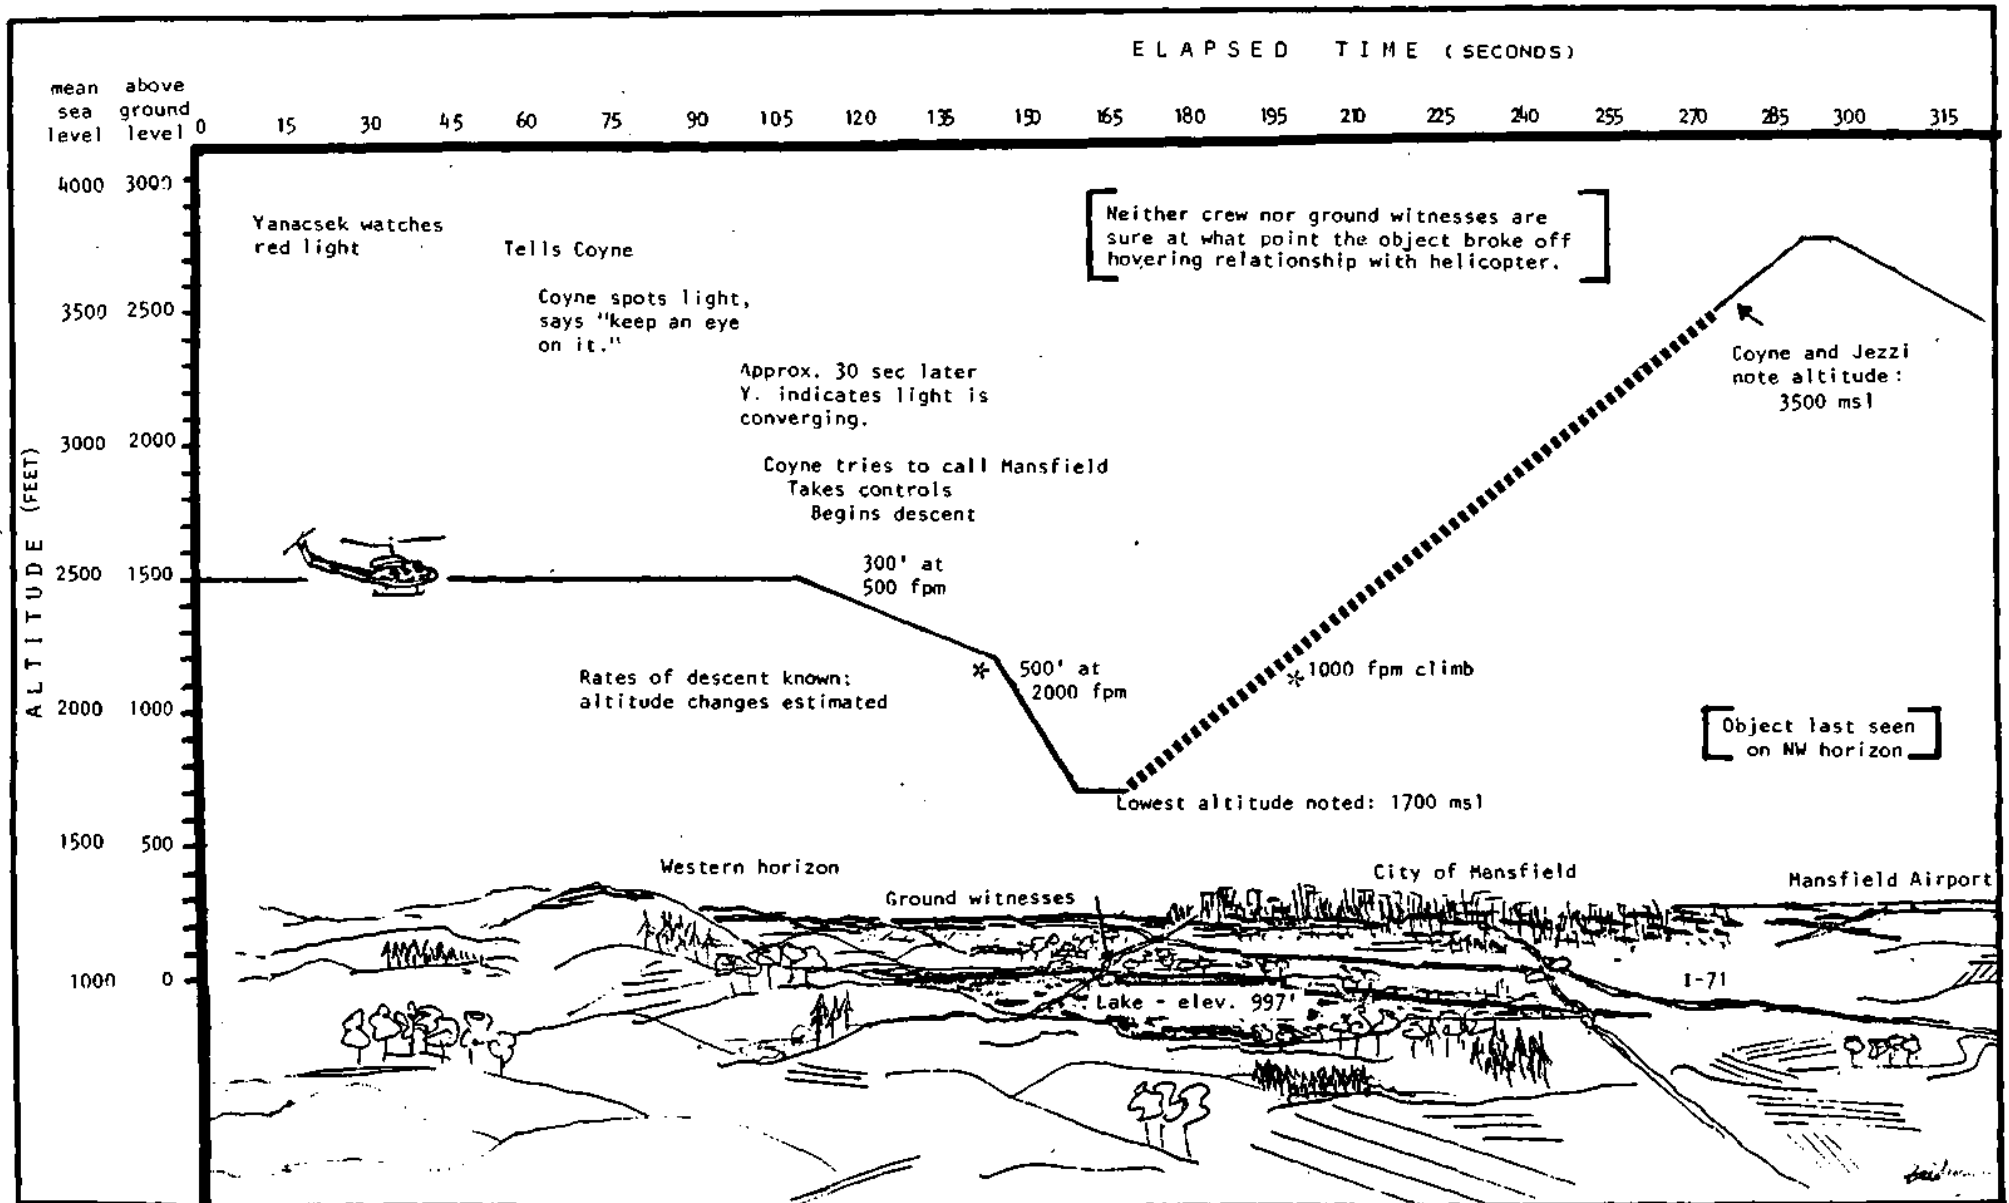 ELAPSED TIME (SECONDS)
mean above
sea ground
level level
0 15 30 45 60 75 90 105 120 135 150 165 180 195 210 225 240 255 270 285 300 315
ALTITUDE (FEET)
4000 3000
3500 2500
3000 2000
2500 1500
2000 1000
1500 500
1000 0
Yanacsek watches
red light
Tells Coyne
Coyne spots light,
says "keep an eye
on it."
Approx. 30 sec later
Y. indicates light is
converging.
Coyne tries to call Mansfield
Takes controls
Begins descent
300' at
500 fpm
Rates of descent known:
altitude changes estimated
* 500' at
2000 fpm
Neither crew nor ground witnesses are
sure at what point the object broke off
hovering relationship with helicopter.
Coyne and Jezzi
note altitude:
3500 msl
* 1000 fpm climb
[Object last seen
on NW horizon]
Lowest altitude noted: 1700 msl
Western horizon
Ground witnesses
City of Mansfield
Mansfield Airport
I-71
Lake - elev. 997'